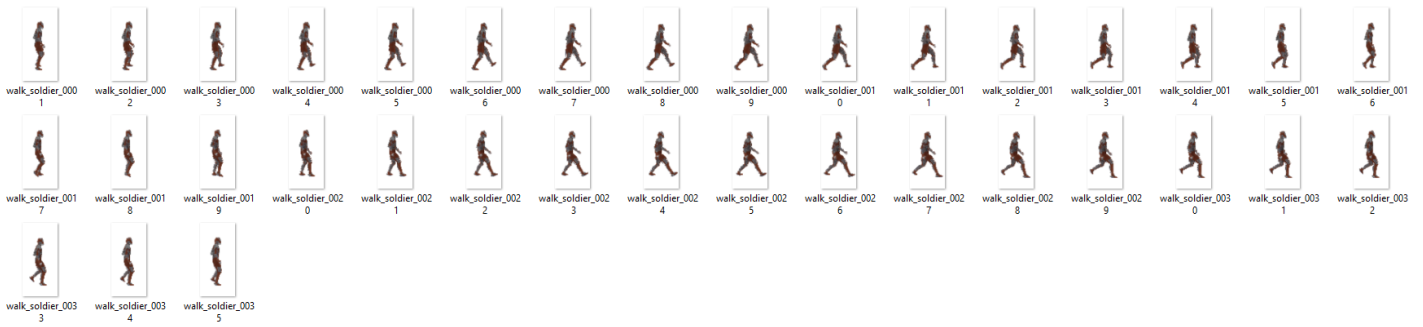 walk_soldier_000 walk_soldier_000 walk_soldier_000 walk_soldier_000 walk_soldier_000 walk_soldier_000 walk_soldier_000 walk_soldier_000 walk_soldier_000 walk_soldier_001 walk_soldier_001 walk_soldier_001 walk_soldier_001 walk_soldier_001 walk_soldier_001 walk_soldier_001
1 2 3 4 5 6 7 8 9 0 1 2 3 4 5 6
walk_soldier_001 walk_soldier_001 walk_soldier_001 walk_soldier_002 walk_soldier_002 walk_soldier_002 walk_soldier_002 walk_soldier_002 walk_soldier_002 walk_soldier_002 walk_soldier_002 walk_soldier_002 walk_soldier_002 walk_soldier_003 walk_soldier_003 walk_soldier_003
7 8 9 0 1 2 3 4 5 6 7 8 9 0 1 2
walk_soldier_003 walk_soldier_003 walk_soldier_003
3 4 5